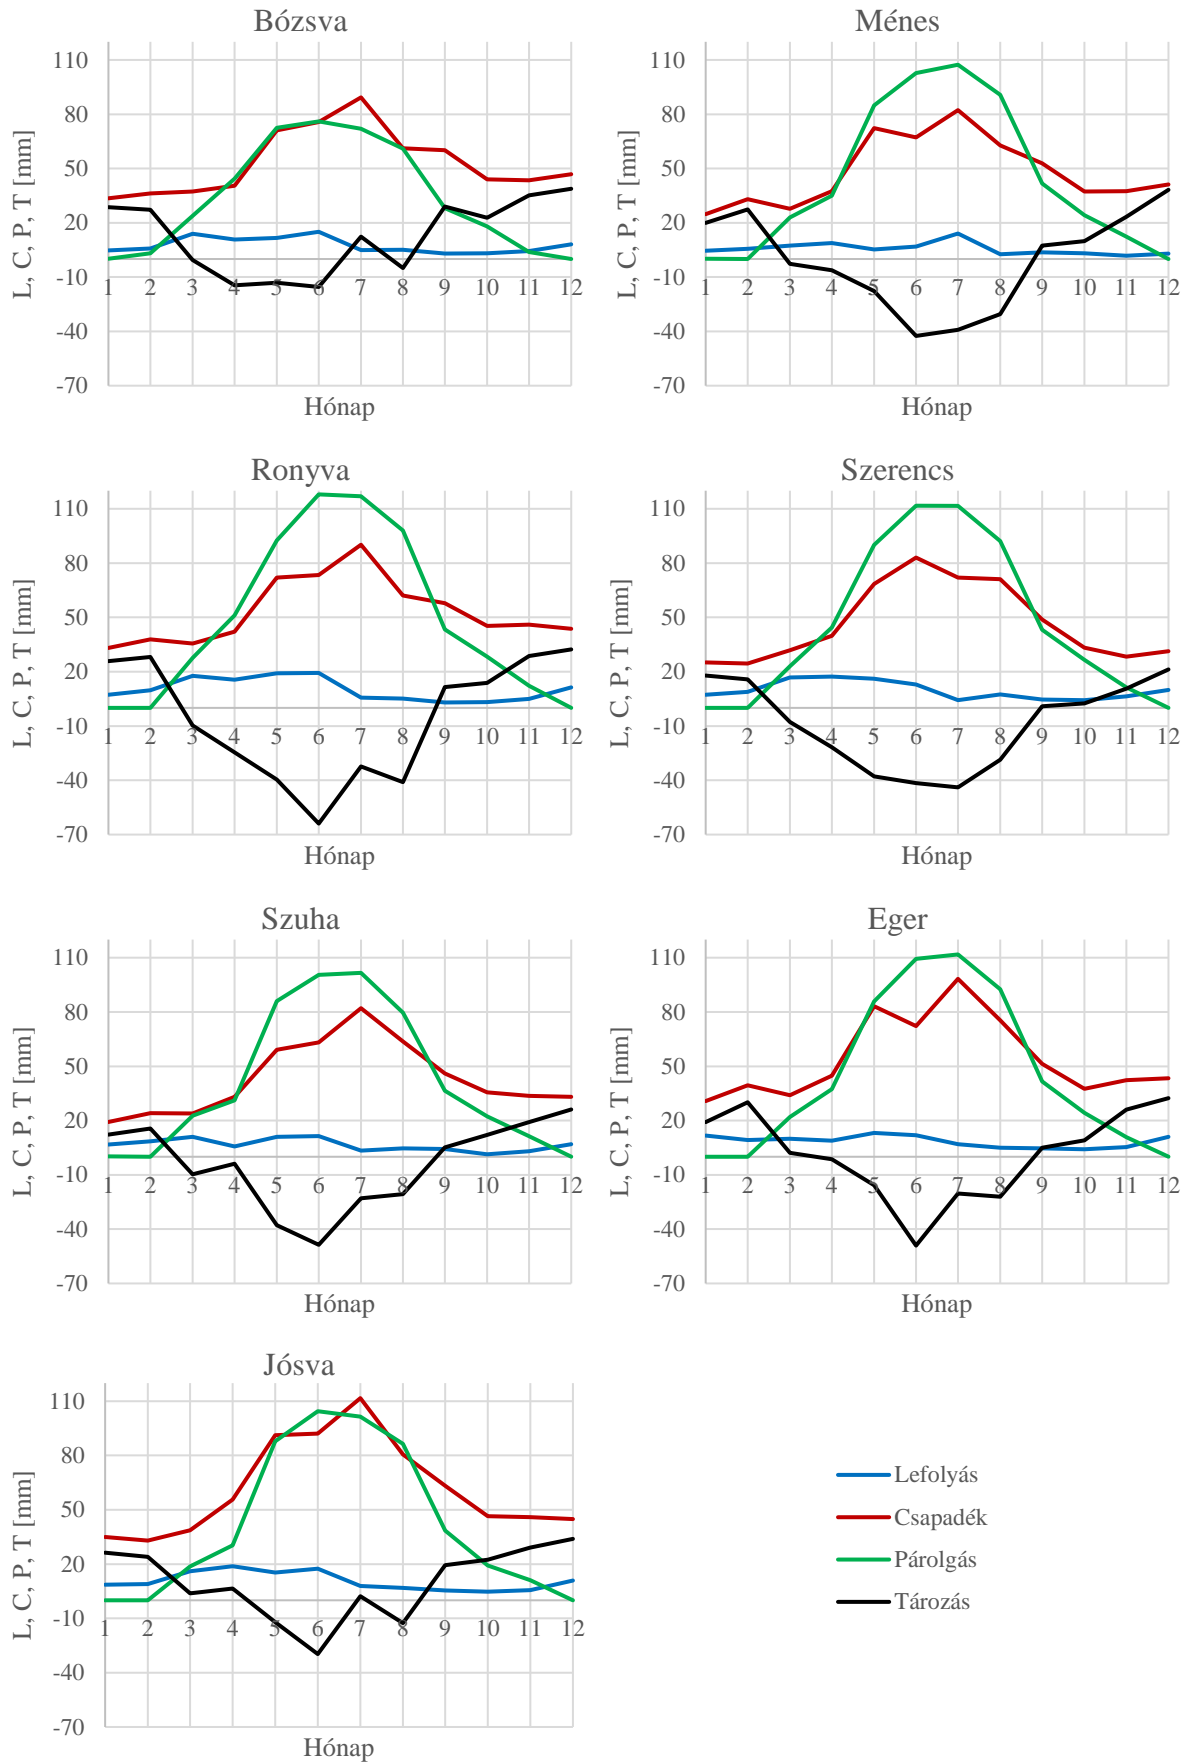 Bózsva
110
80
50
20
-10
-40
-70
1 2 3 4 5 6 7 8 9 10 11 12
L, C, P, T [mm]
Hónap
Ménes
110
80
50
20
-10
-40
-70
1 2 3 4 5 6 7 8 9 10 11 12
L, C, P, T [mm]
Hónap
Ronyva
110
80
50
20
-10
-40
-70
1 2 3 4 5 6 7 8 9 10 11 12
L, C, P, T [mm]
Hónap
Szerencs
110
80
50
20
-10
-40
-70
1 2 3 4 5 6 7 8 9 10 11 12
L, C, P, T [mm]
Hónap
Szuha
110
80
50
20
-10
-40
-70
1 2 3 4 5 6 7 8 9 10 11 12
L, C, P, T [mm]
Hónap
Eger
110
80
50
20
-10
-40
-70
1 2 3 4 5 6 7 8 9 10 11 12
L, C, P, T [mm]
Hónap
Jósva
110
80
50
20
-10
-40
-70
1 2 3 4 5 6 7 8 9 10 11 12
L, C, P, T [mm]
Hónap
Lefolyás
Csapadék
Párolgás
Tározás